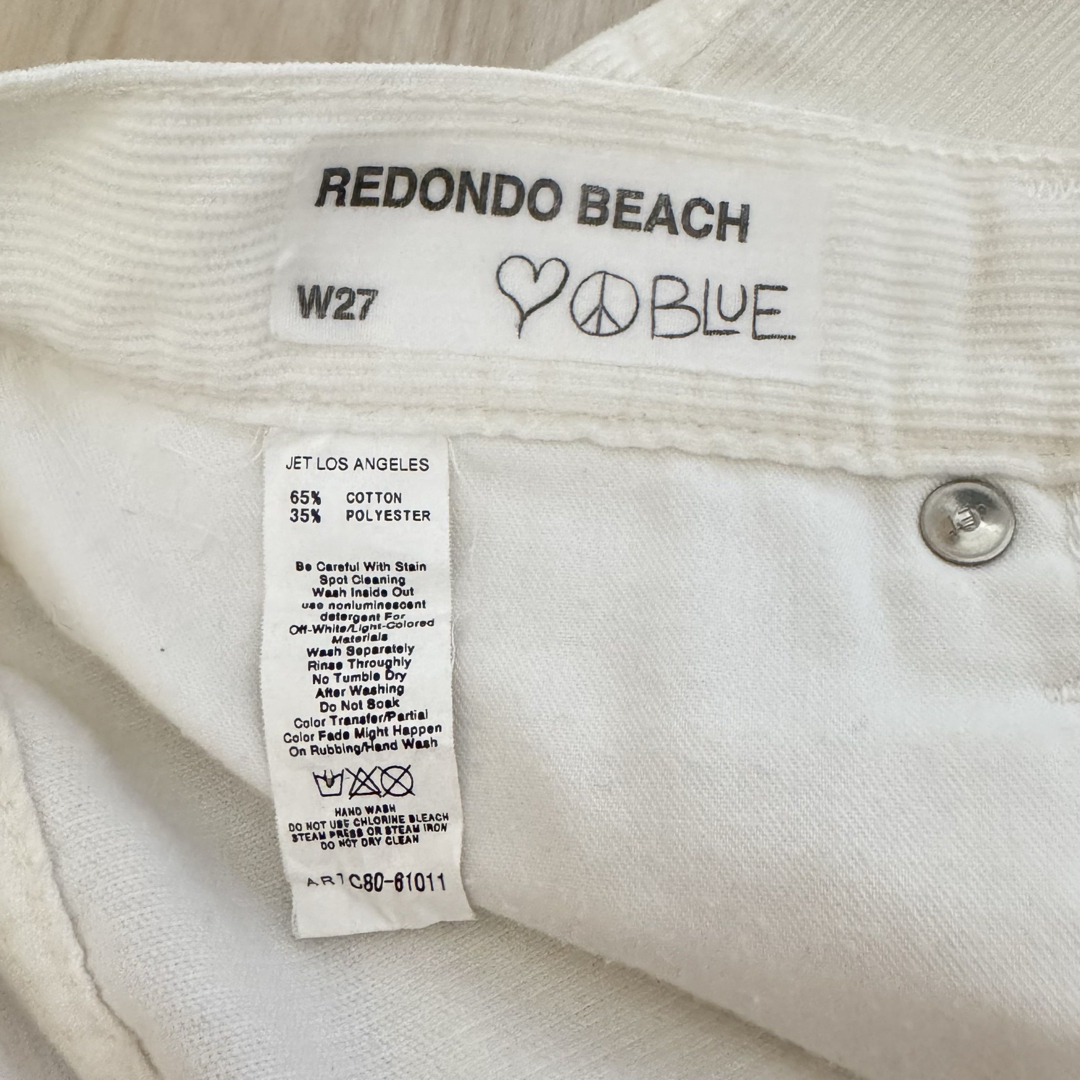 REDONDO BEACH
W27
BLUE
JET LOS ANGELES
65% COTTON
35% POLYESTER
Be Careful With Stain
Spot Cleaning
Wash Inside Out
use nonluminescent
detergent For
Off-White/Light-Colored
Materials
Wash Separately
Rinse Throughly
No Tumble Dry
After Washing
Do Not Soak
Color Transfer/Partial
Color Fade Might Happen
On Rubbing/Hand Wash
HAND WASH
DO NOT USE CHLORINE BLEACH
STEAM PRESS OR STEAM IRON
DO NOT DRY CLEAN
ART C80-61011